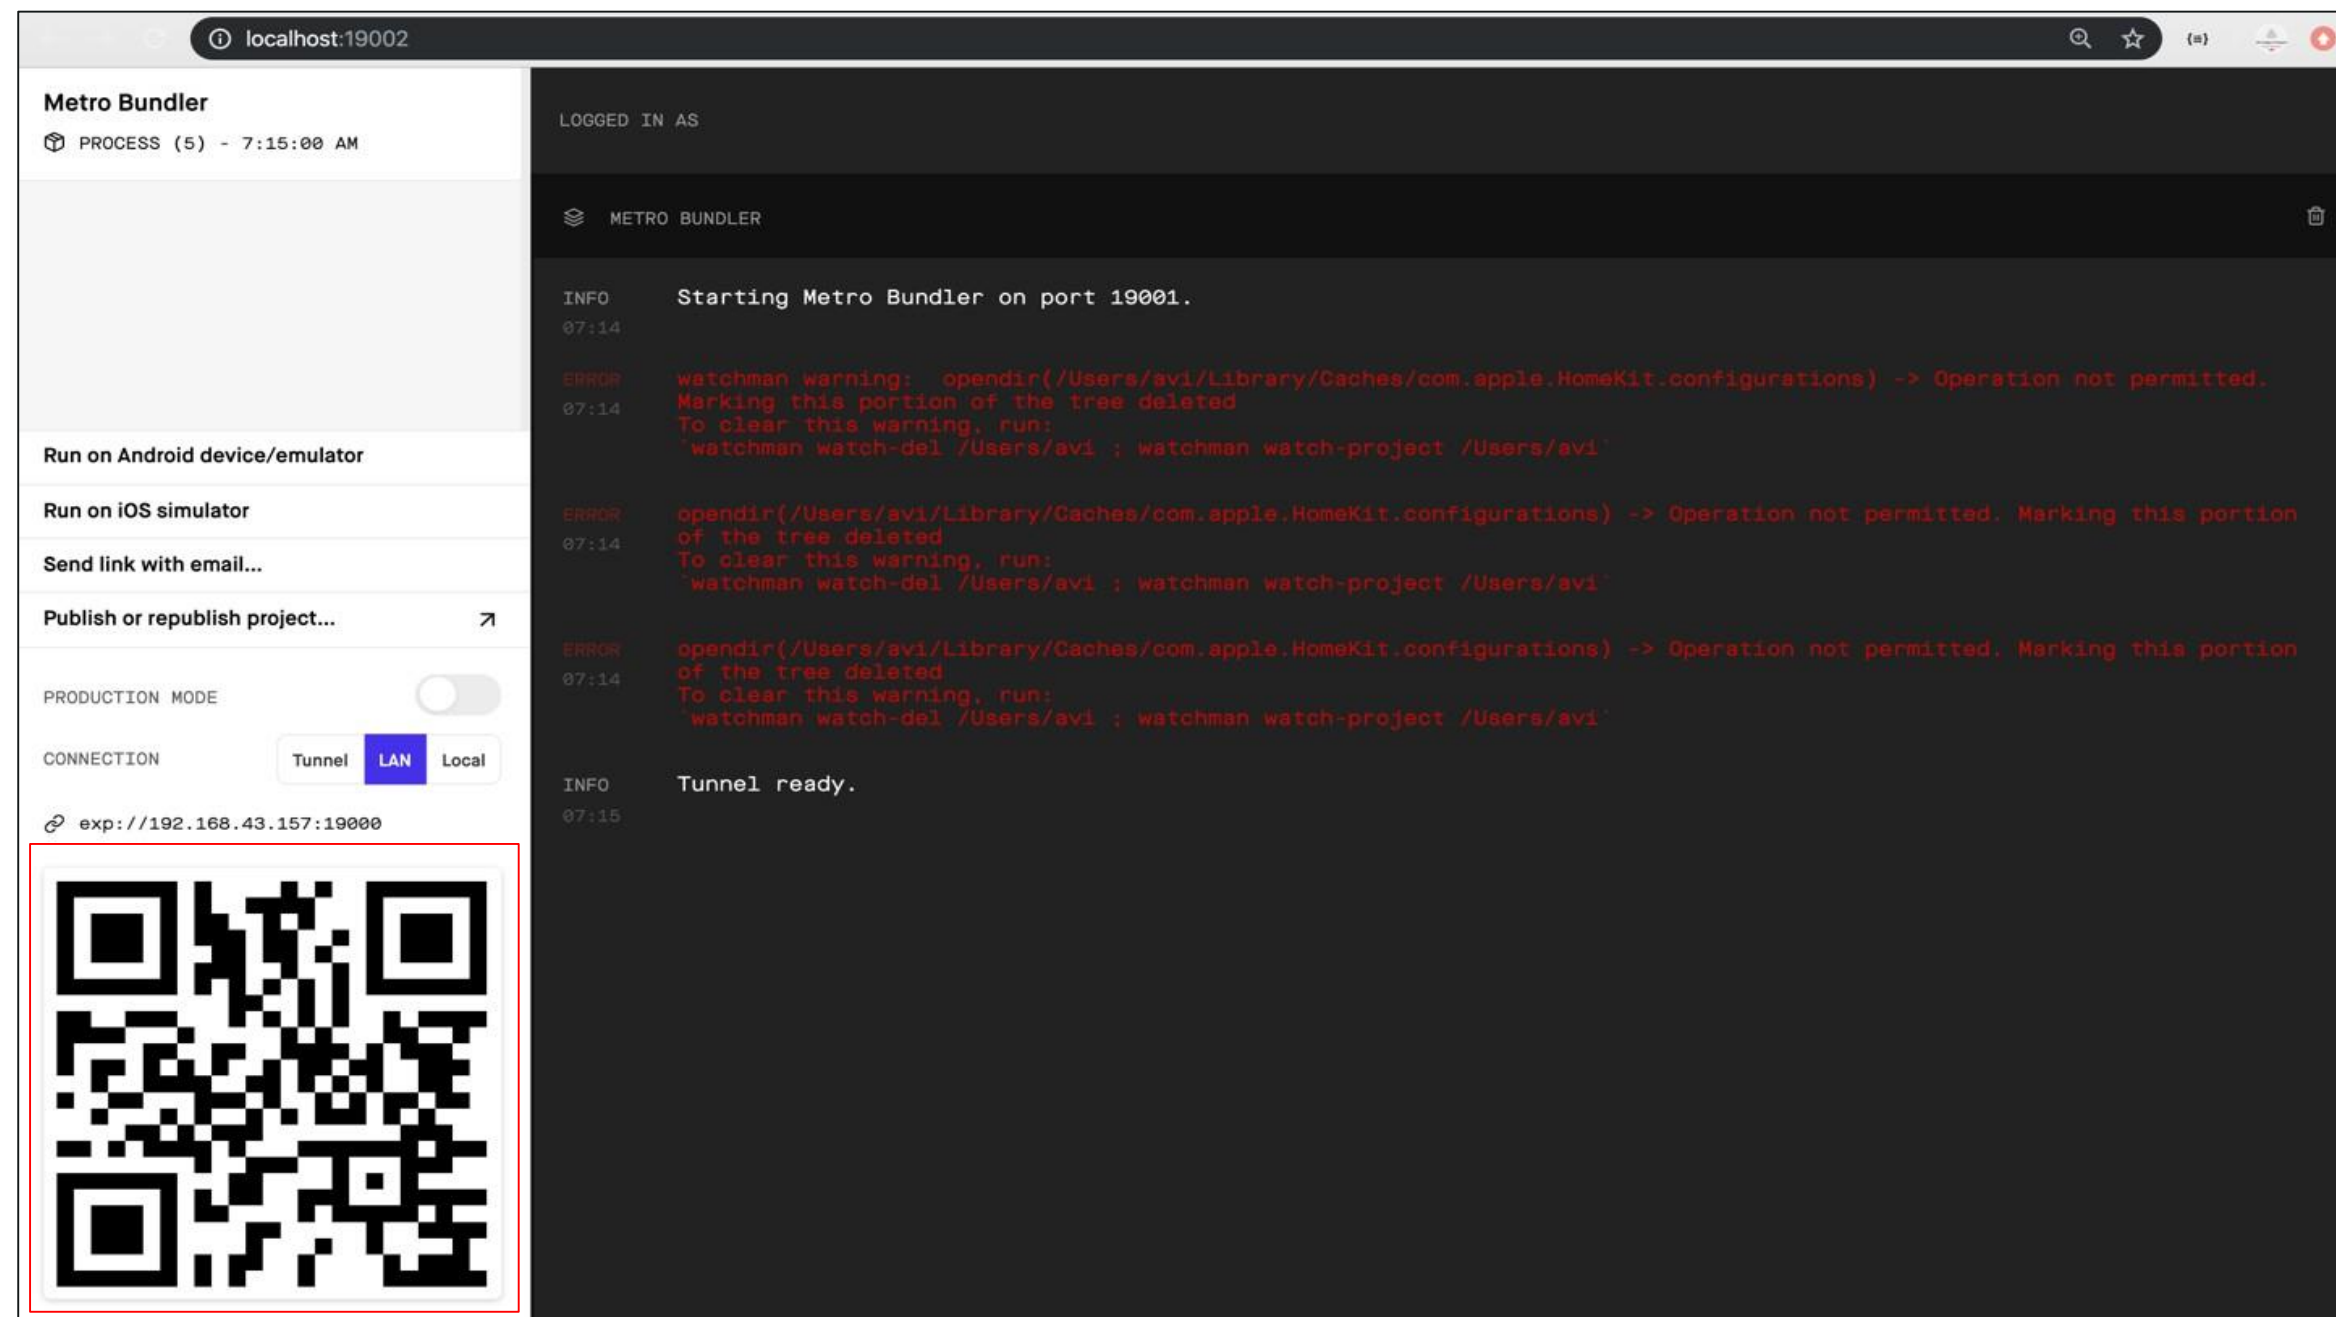 localhost:19002
{≡}
Metro Bundler
PROCESS (5) - 7:15:00 AM
Run on Android device/emulator
Run on iOS simulator
Send link with email...
Publish or republish project...
PRODUCTION MODE
CONNECTION Tunnel LAN Local
exp://192.168.43.157:19000
LOGGED IN AS
METRO BUNDLER
INFO Starting Metro Bundler on port 19001.
07:14
ERROR watchman warning:  opendir(/Users/avi/Library/Caches/com.apple.HomeKit.configurations) -> Operation not permitted.
07:14 Marking this portion of the tree deleted
To clear this warning, run:
`watchman watch-del /Users/avi ; watchman watch-project /Users/avi`
ERROR opendir(/Users/avi/Library/Caches/com.apple.HomeKit.configurations) -> Operation not permitted. Marking this portion
07:14 of the tree deleted
To clear this warning, run:
`watchman watch-del /Users/avi ; watchman watch-project /Users/avi`
ERROR opendir(/Users/avi/Library/Caches/com.apple.HomeKit.configurations) -> Operation not permitted. Marking this portion
07:14 of the tree deleted
To clear this warning, run:
`watchman watch-del /Users/avi ; watchman watch-project /Users/avi`
INFO Tunnel ready.
07:15